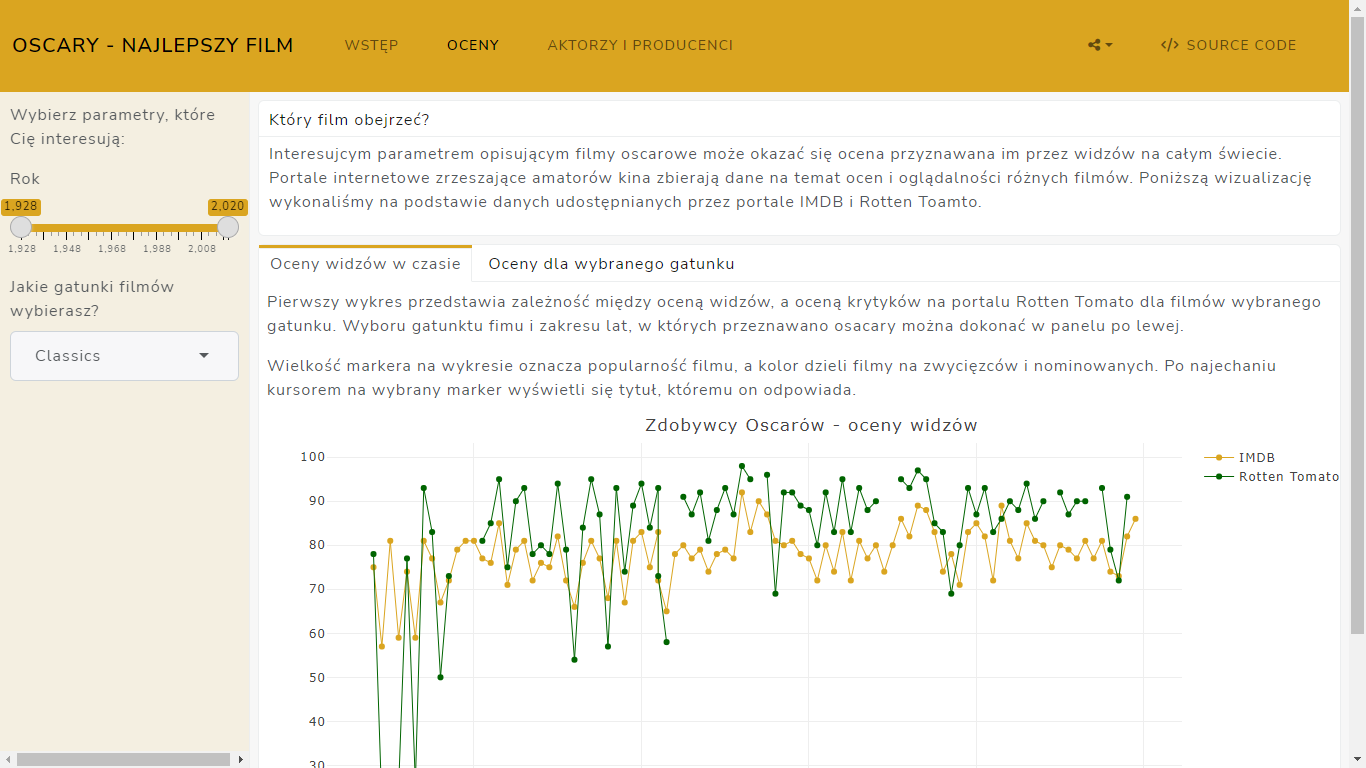 OSCARY - NAJLEPSZY FILM
WSTĘP
OCENY
AKTORZY I PRODUCENCI
SOURCE CODE
Wybierz parametry, które
Cię interesują:
Rok
1,928
2,020
1,928 1,948 1,968 1,988 2,008
Jakie gatunki filmów
wybierasz?
Classics
Który film obejrzeć?
Interesujcym parametrem opisującym filmy oscarowe może okazać się ocena przyznawana im przez widzów na całym świecie.
Portale internetowe zrzeszające amatorów kina zbierają dane na temat ocen i oglądalności różnych filmów. Poniższą wizualizację
wykonaliśmy na podstawie danych udostępnianych przez portale IMDB i Rotten Toamto.
Oceny widzów w czasie
Oceny dla wybranego gatunku
Pierwszy wykres przedstawia zależność między oceną widzów, a oceną krytyków na portalu Rotten Tomato dla filmów wybranego
gatunku. Wyboru gatunktu fimu i zakresu lat, w których przeznawano osacary można dokonać w panelu po lewej.
Wielkość markera na wykresie oznacza popularność filmu, a kolor dzieli filmy na zwycięzców i nominowanych. Po najechaniu
kursorem na wybrany marker wyświetli się tytuł, któremu on odpowiada.
Zdobywcy Oscarów - oceny widzów
100
90
80
70
60
50
40
30
IMDB
Rotten Tomato